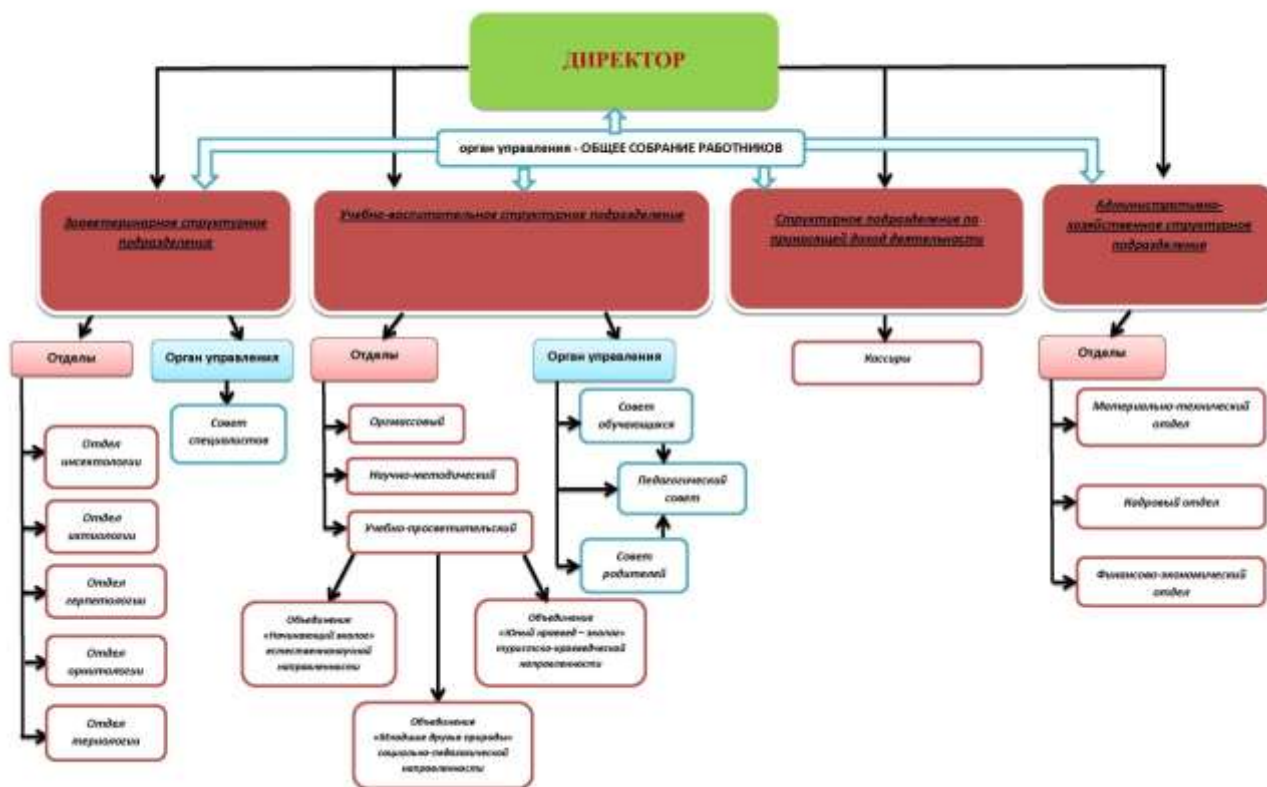 ДИРЕКТОР
орган управления - ОБЩЕЕ СОБРАНИЕ РАБОТНИКОВ
Зооветеринарное структурное
подразделение
Учебно-воспитательное структурное подразделение
Структурное подразделение по
приносящей доход деятельности
Административно-
хозяйственное структурное
подразделение
Отделы
Орган управления
Отделы
Орган управления
Кассиры
Отделы
Совет
специалистов
Отдел
инсектологии
Отдел
ихтиологии
Отдел
герпетологии
Отдел
орнитологии
Отдел
териологии
Оргмассовый
Научно-методический
Учебно-просветительский
Совет
обучающихся
Педагогический
совет
Совет
родителей
Материально-технический
отдел
Кадровый отдел
Финансово-экономический
отдел
Объединение
«Начинающий эколог»
естественнонаучной
направленности
Объединение
«Юный краевед – эколог»
туристско-краеведческой
направленности
Объединение
«Младшие друзья природы»
социально-педагогической
направленности